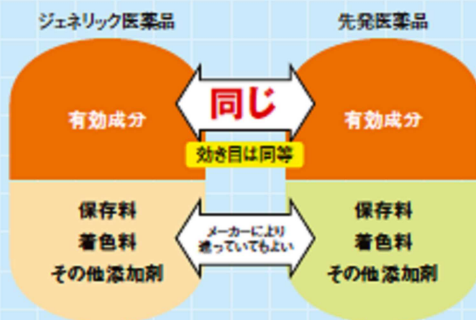 ジェネリック医薬品
先発医薬品
有効成分
同じ
有効成分
効き目は同等
保存料
着色料
その他添加剤
メーカーにより
違っていてもよい
保存料
着色料
その他添加剤